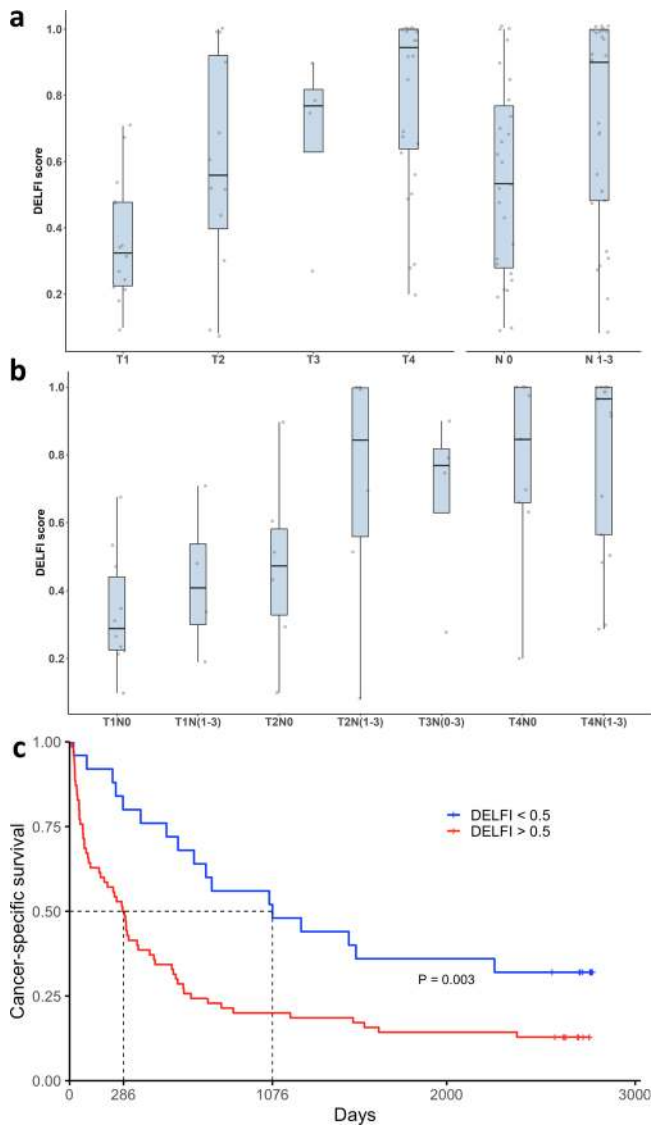 a
1.0
0.8
0.6
0.4
0.2
DELFI score
T1 T2 T3 T4 N 0 N 1-3
b
1.0
0.8
0.6
0.4
0.2
DELFI score
T1N0 T1N(1-3) T2N0 T2N(1-3) T3N(0-3) T4N0 T4N(1-3)
c
1.00
0.75
0.50
0.25
0.00
Cancer-specific survival
DELFI < 0.5
DELFI > 0.5
P = 0.003
0 286 1076 2000 3000
Days